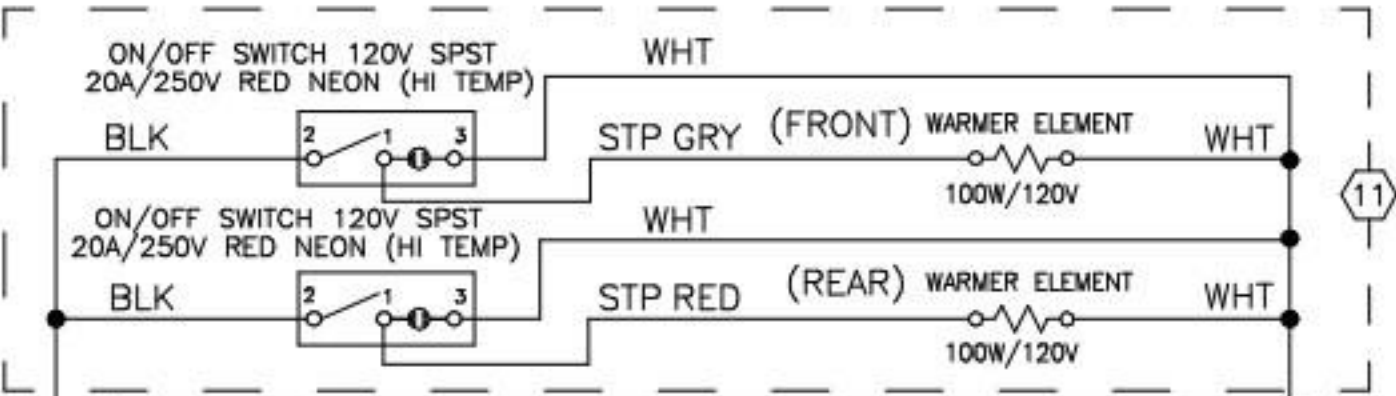 ON/OFF SWITCH 120V SPST
20A/250V RED NEON (HI TEMP)
WHT
BLK
2 1 3
STP GRY
(FRONT)
WARMER ELEMENT
100W/120V
WHT
11
ON/OFF SWITCH 120V SPST
20A/250V RED NEON (HI TEMP)
WHT
BLK
2 1 3
STP RED
(REAR)
WARMER ELEMENT
100W/120V
WHT